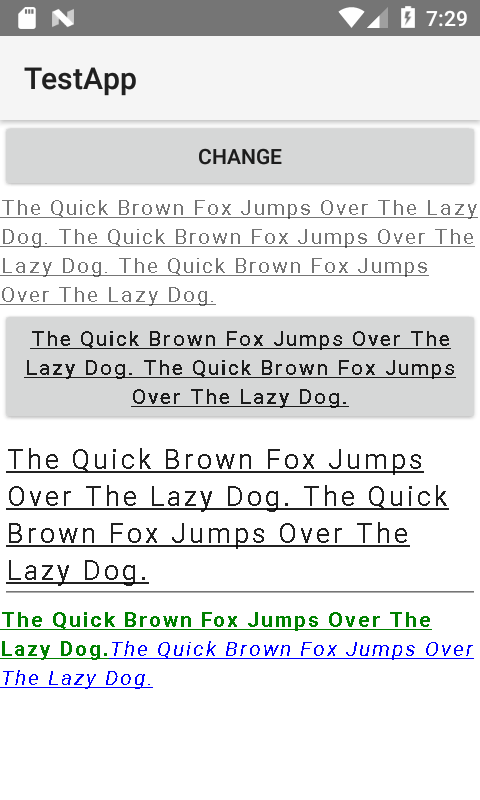 7:29
TestApp
CHANGE
The Quick Brown Fox Jumps Over The Lazy
Dog. The Quick Brown Fox Jumps Over The
Lazy Dog. The Quick Brown Fox Jumps
Over The Lazy Dog.
The Quick Brown Fox Jumps Over The
Lazy Dog. The Quick Brown Fox Jumps
Over The Lazy Dog.
The Quick Brown Fox Jumps
Over The Lazy Dog. The Quick
Brown Fox Jumps Over The
Lazy Dog.
The Quick Brown Fox Jumps Over The
Lazy Dog.The Quick Brown Fox Jumps Over
The Lazy Dog.